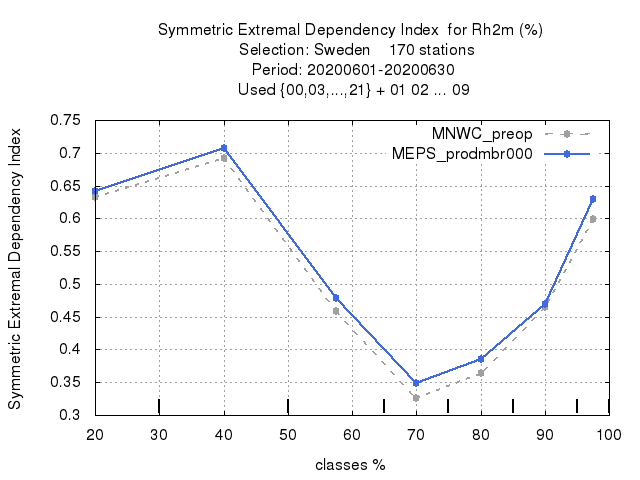 Symmetric Extremal Dependency Index  for Rh2m (%)
Selection: Sweden    170 stations
Period: 20200601-20200630
Used {00,03,...,21} + 01 02 ... 09
MNWC_preop
MEPS_prodmbr000
Symmetric Extremal Dependency Index
0.75
0.7
0.65
0.6
0.55
0.5
0.45
0.4
0.35
0.3
20 30 40 50 60 70 80 90 100
classes %